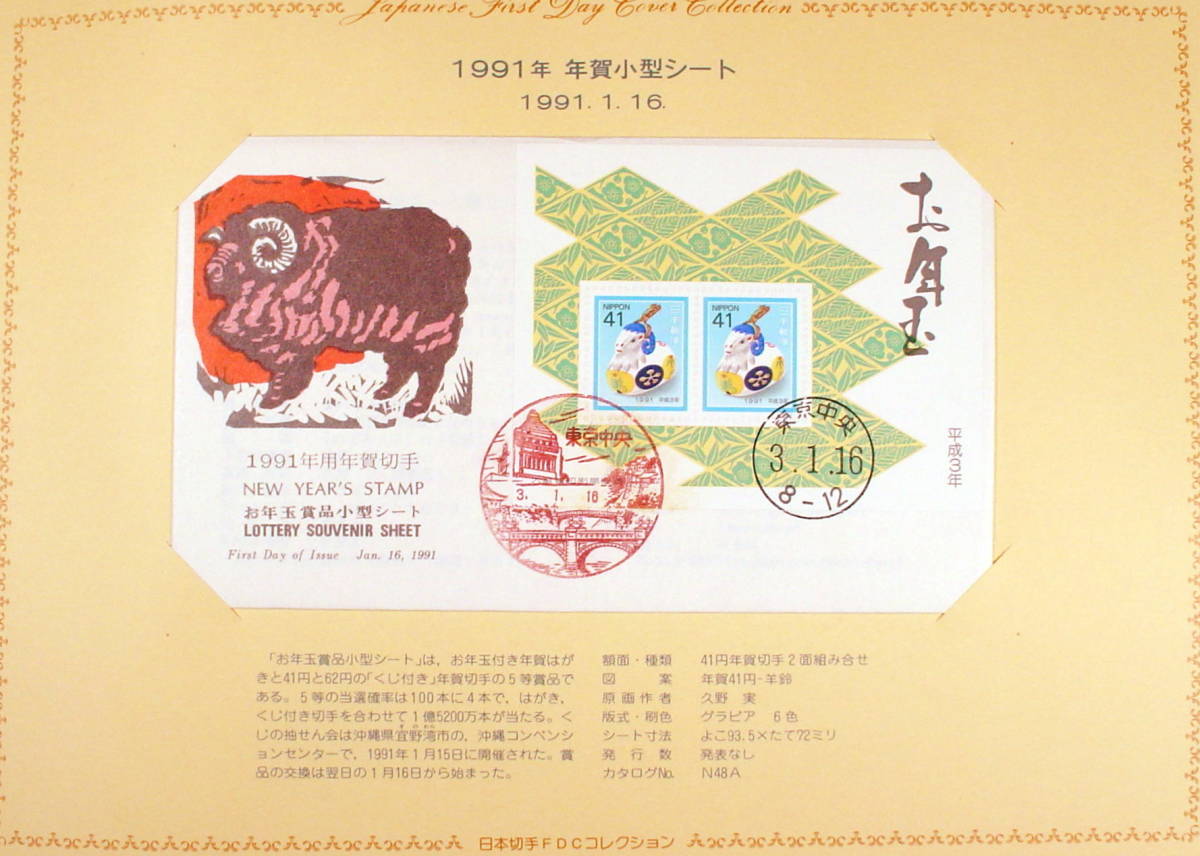 Japanese First Day Cover Collection
1991年 年賀小型シート
1991. 1. 16.
お年玉
NIPPON
41
日本郵便
1991 平成3年
NIPPON
41
日本郵便
1991 平成3年
平成3年
東京中央
3. 1. 16
東京中央
3.1.16
8-12
1991年用年賀切手
NEW YEAR'S STAMP
お年玉賞品小型シート
LOTTERY SOUVENIR SHEET
First Day of Issue Jan. 16, 1991
「お年玉賞品小型シート」は，お年玉付き年賀はが
きと41円と62円の「くじ付き」年賀切手の5等賞品で
ある。5等の当選確率は100本に4本で，はがき，
くじ付き切手を合わせて1億5200万本が当たる。く
じの抽せん会は沖縄県宜野湾市の，沖縄コンベンシ
ョンセンターで，1991年1月15日に開催された。賞
品の交換は翌日の1月16日から始まった。
額面・種類 41円年賀切手2面組み合せ
図案 年賀41円-羊鈴
原画作者 久野 実
版式・刷色 グラビア 6色
シート寸法 よこ93.5×たて72ミリ
発行数 発表なし
カタログNo. N48A
日本切手FDCコレクション